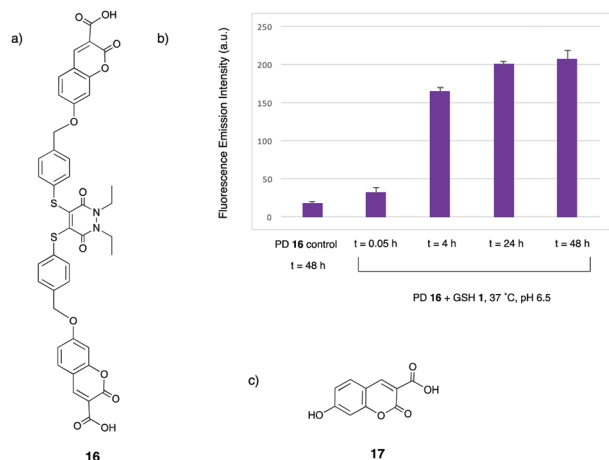 a)
OH
O
O
O
O
S
O
N
N
S
O
O
O
O
O
OH
16
b)
Fluorescence Emission Intensity (a.u.)
250
200
150
100
50
0
PD 16 control
t = 48 h
t = 0.05 h
t = 4 h
t = 24 h
t = 48 h
PD 16 + GSH 1, 37 ˚C, pH 6.5
c)
O
OH
HO
O
O
17